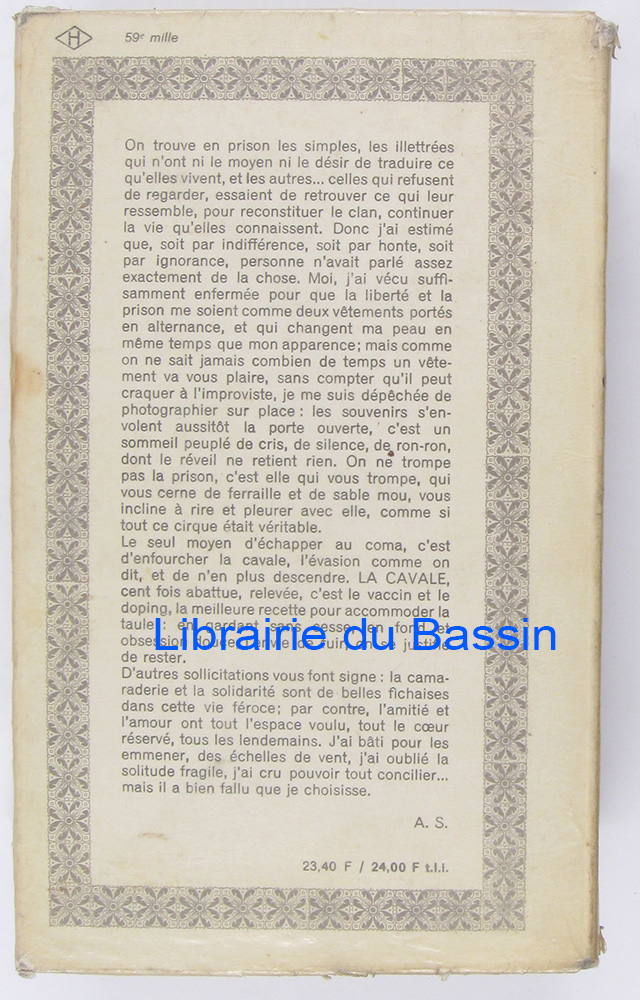 H
59e mille
On trouve en prison les simples, les illettrées
qui n'ont ni le moyen ni le désir de traduire ce
qu'elles vivent, et les autres... celles qui refusent
de regarder, essaient de retrouver ce qui leur
ressemble, pour reconstituer le clan, continuer
la vie qu'elles connaissent. Donc j'ai estimé
que, soit par indifférence, soit par honte, soit
par ignorance, personne n'avait parlé assez
exactement de la chose. Moi, j'ai vécu suffi-
samment enfermée pour que la liberté et la
prison me soient comme deux vêtements portés
en alternance, et qui changent ma peau en
même temps que mon apparence; mais comme
on ne sait jamais combien de temps un vête-
ment va vous plaire, sans compter qu'il peut
craquer à l'improviste, je me suis dépêchée de
photographier sur place : les souvenirs s'en-
volent aussitôt la porte ouverte, c'est un
sommeil peuplé de cris, de silence, de ron-ron,
dont le réveil ne retient rien. On ne trompe
pas la prison, c'est elle qui vous trompe, qui
vous cerne de ferraille et de sable mou, vous
incline à rire et pleurer avec elle, comme si
tout ce cirque était véritable.
Le seul moyen d'échapper au coma, c'est
d'enfourcher la cavale, l'évasion comme on
dit, et de n'en plus descendre. LA CAVALE,
cent fois abattue, relevée, c'est le vaccin et le
doping, la meilleure recette pour accommoder la
taule : en gardant sans cesse en fond et
obsession douce l'envie de fuir, on se justifie
Librairie du Bassin
de rester.
D'autres sollicitations vous font signe : la cama-
raderie et la solidarité sont de belles fichaises
dans cette vie féroce; par contre, l'amitié et
l'amour ont tout l'espace voulu, tout le cœur
réservé, tous les lendemains. J'ai bâti pour les
emmener, des échelles de vent, j'ai oublié la
solitude fragile, j'ai cru pouvoir tout concilier...
mais il a bien fallu que je choisisse.
A. S.
23,40 F / 24,00 F t.l.i.